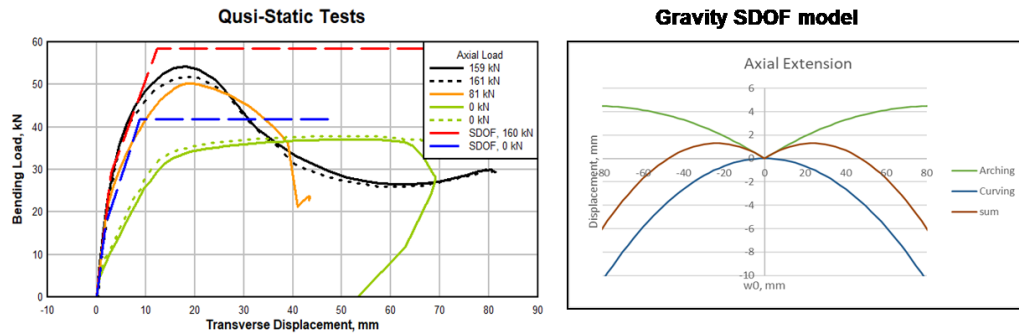 Qusi-Static Tests
Gravity SDOF model
60
50
40
30
20
10
0
Bending Load, kN
-10
0
10
20
30
40
50
60
70
80
90
Transverse Displacement, mm
Axial Load
159 kN
161 kN
81 kN
0 kN
0 kN
SDOF, 160 kN
SDOF, 0 kN
Axial Extension
6
4
2
0
-2
-4
-6
-8
-10
-80
-60
-40
-20
0
20
40
60
80
Displacement, mm
w0, mm
Arching
Curving
sum